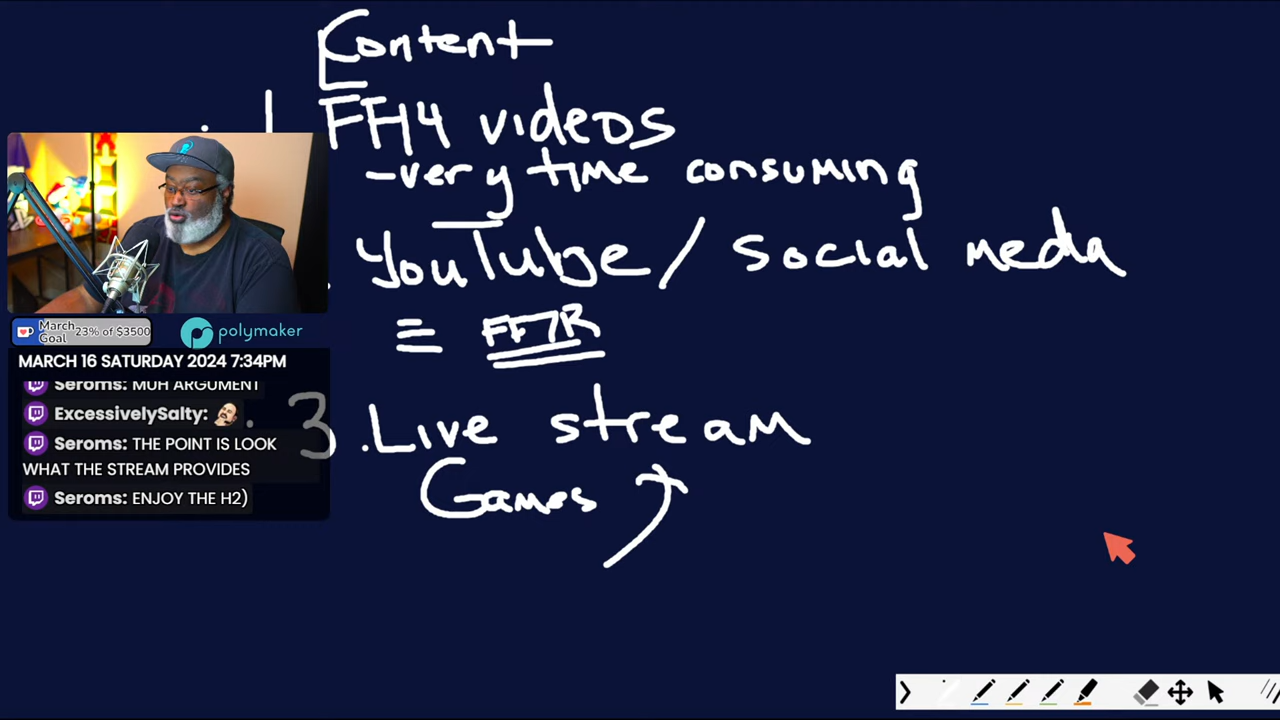 Content
1 FF14 videos
-very time consuming
YouTube / Social media
FF7R
3 .Live stream
Games
March Goal 23% of $3500
polymaker
MARCH 16 SATURDAY 2024 7:34PM
Seroms: MUH ARGUMENT
ExcessivelySalty:
Seroms: THE POINT IS LOOK
WHAT THE STREAM PROVIDES
Seroms: ENJOY THE H2)